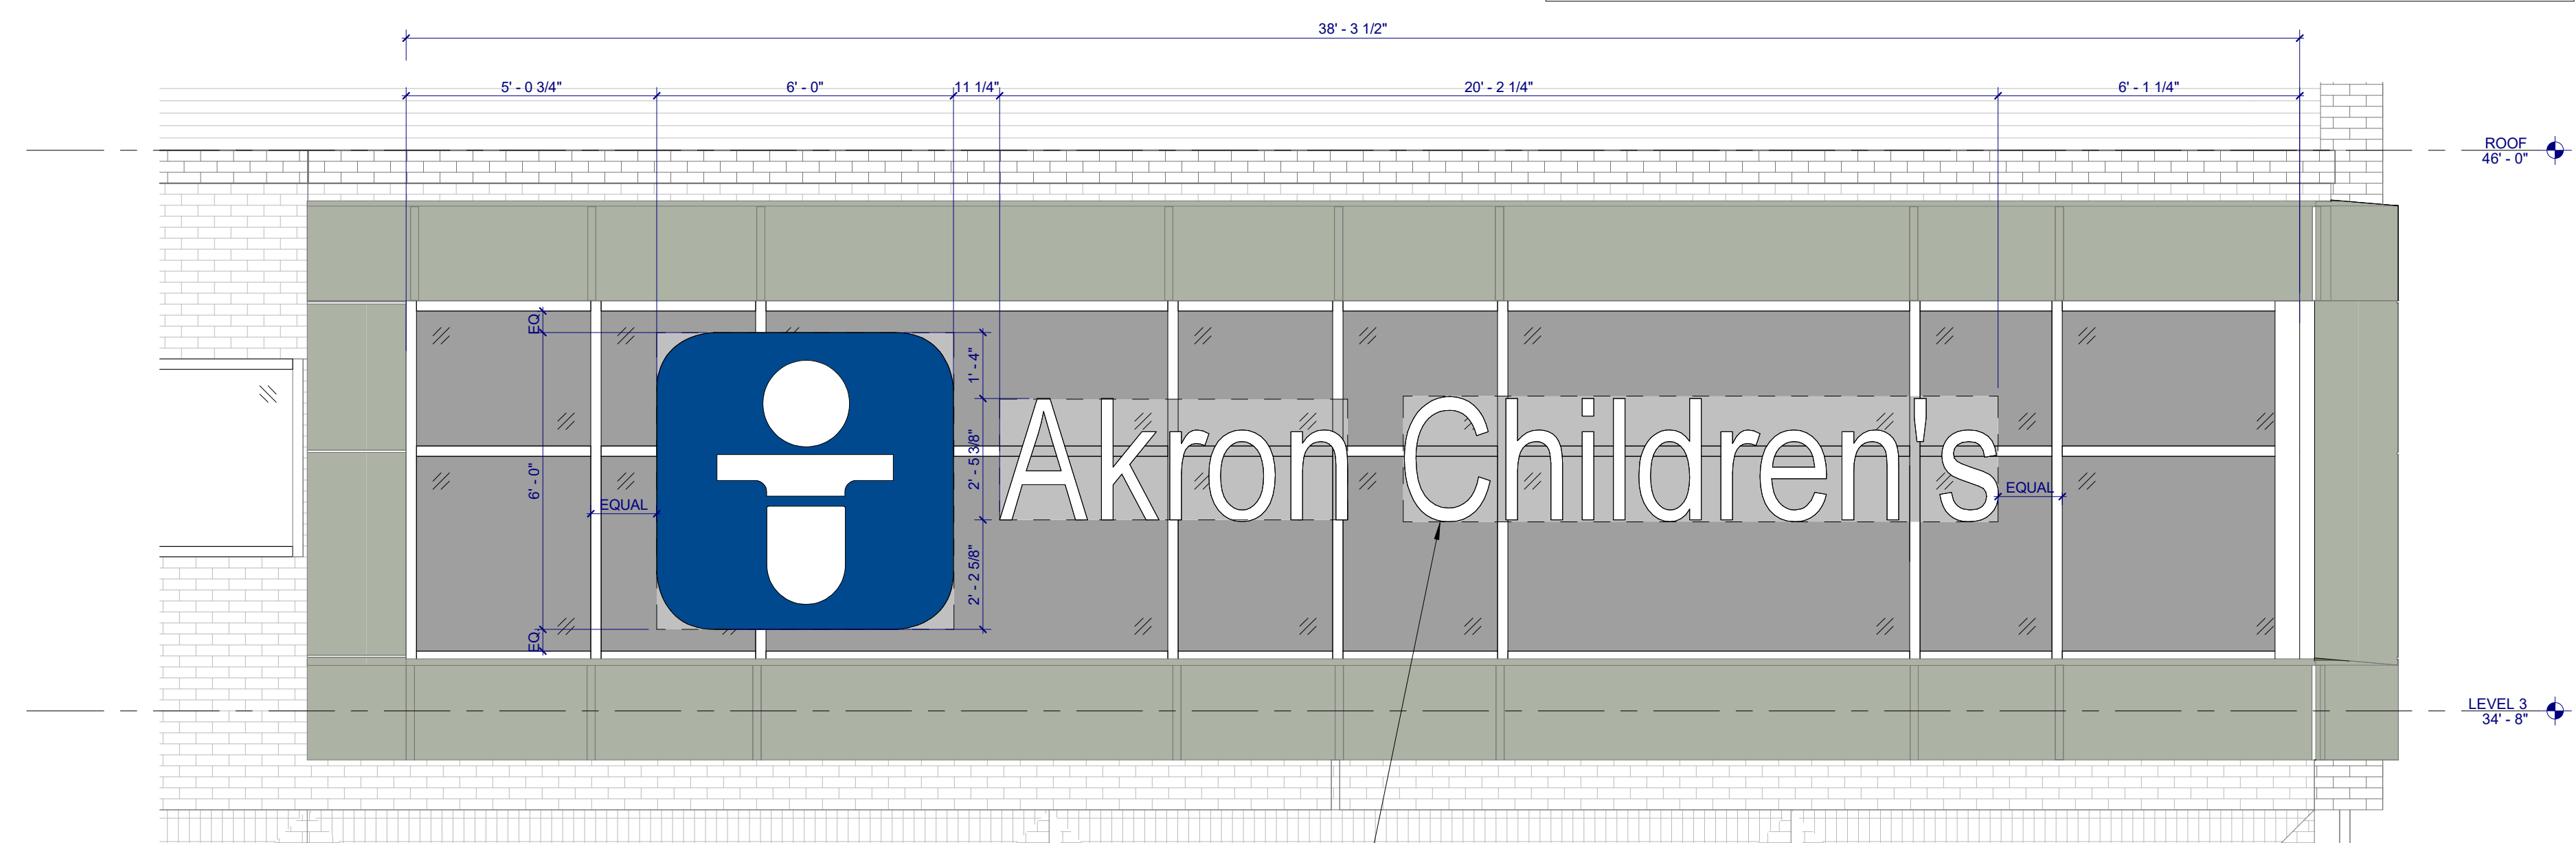 38' - 3 1/2"
5' - 0 3/4"
6' - 0"
11 1/4"
20' - 2 1/4"
6' - 1 1/4"
ROOF
46' - 0"
EQ
1' - 4"
6' - 0"
2' - 5 3/8"
Akron Children's
EQUAL
EQUAL
2' - 2 5/8"
EQ.
LEVEL 3
34' - 8"